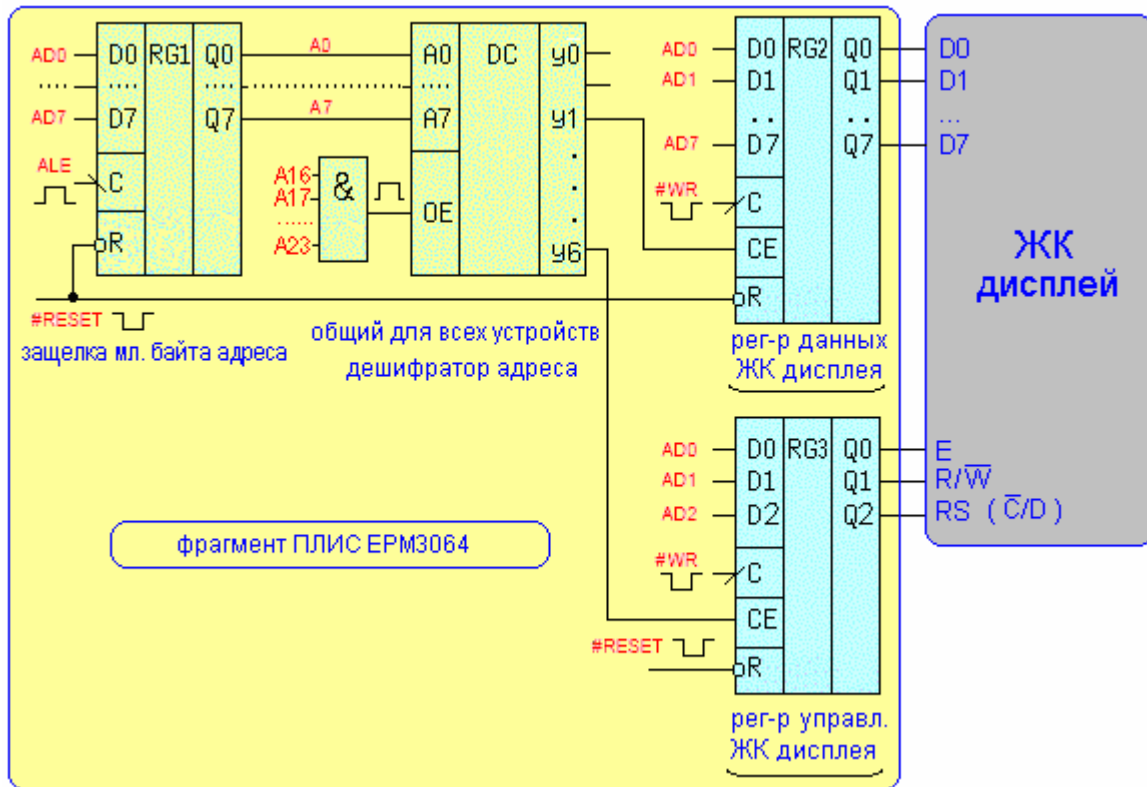 AD0 D0 RG1 Q0 A0 A0 DC y0
.... .... .... .... ....
AD7 D7 Q7 A7 A7 y1
ALE C
A16 & OE
A17
......
A23
R y6
#RESET
защелка мл. байта адреса
общий для всех устройств
дешифратор адреса
AD0 D0 RG2 Q0 D0
AD1 D1 Q1 D1
.. .. ...
AD7 D7 Q7 D7
#WR C
CE
R
рег-р данных
ЖК дисплея
ЖК
дисплей
AD0 D0 RG3 Q0 E
AD1 D1 Q1 R/W̅
AD2 D2 Q2 RS ( C̅/D )
#WR C
CE
#RESET R
рег-р управл.
ЖК дисплея
фрагмент ПЛИС EPM3064